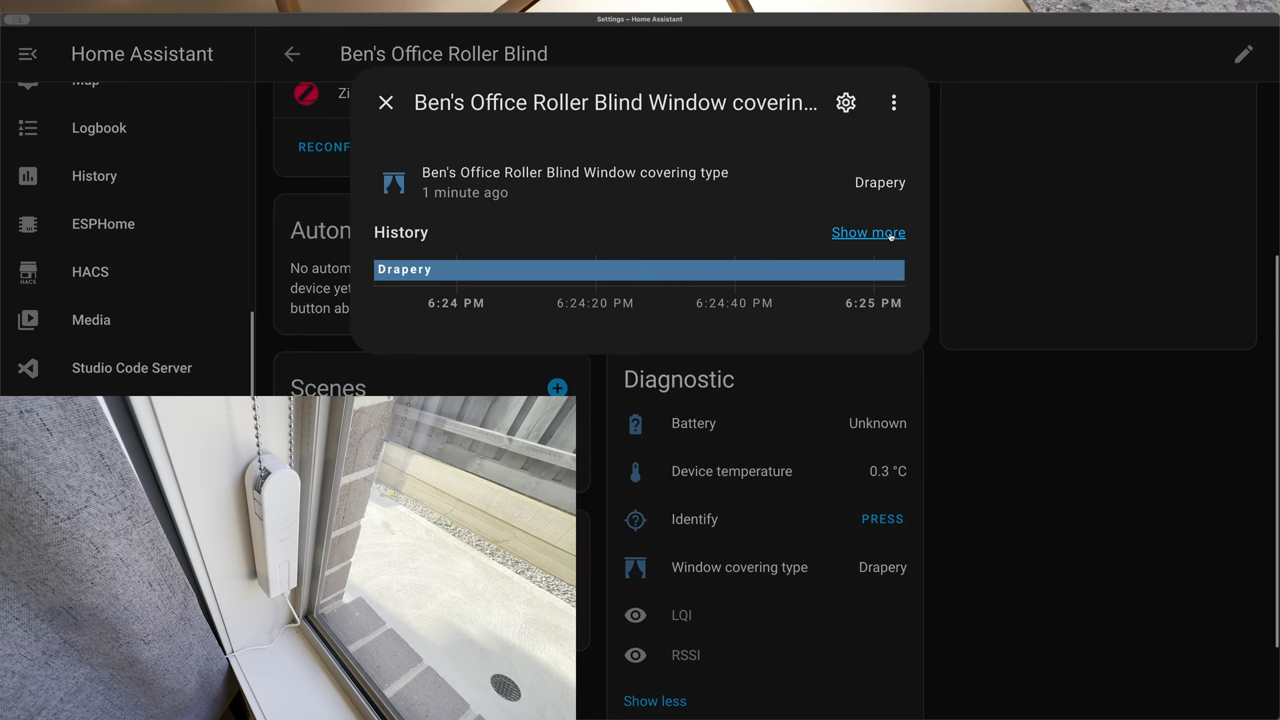 Settings – Home Assistant
Home Assistant
Ben's Office Roller Blind
Map
Logbook
History
ESPHome
HACS
HACS
Media
Studio Code Server
Zi
RECONF
Autom
No autom
device yet
button ab
Scenes
Ben's Office Roller Blind Window coverin...
Ben's Office Roller Blind Window covering type
1 minute ago
Drapery
History
Show more
Drapery
6:24 PM 6:24:20 PM 6:24:40 PM 6:25 PM
Diagnostic
Battery Unknown
Device temperature 0.3 °C
Identify PRESS
Window covering type Drapery
LQI
RSSI
Show less